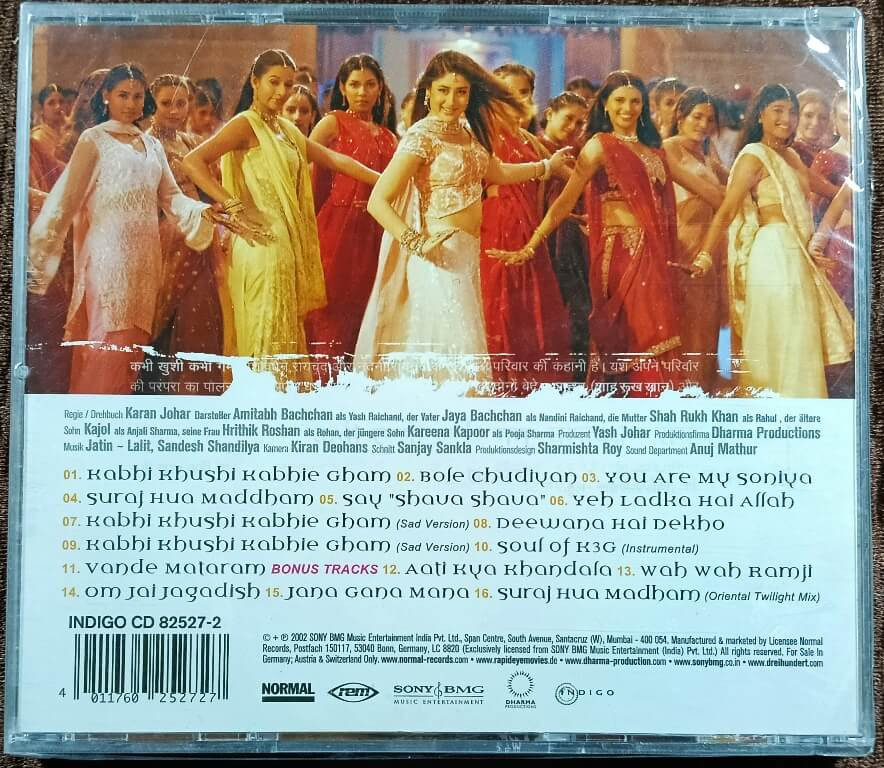 कभी खुशी कभी परिवार की कहानी है। यश अपने परिवार
की परंपरा का (शाहरूख खान)
Regie / Drehbuch Karan Johar Darsteller Amitabh Bachchan als Yash Raichand, der Vater Jaya Bachchan als Nandini Raichand, die Mutter Shah Rukh Khan als Rahul, der ältere
Sohn Kajol als Anjali Sharma, seine Frau Hrithik Roshan als Rohan, der jüngere Sohn Kareena Kapoor als Pooja Sharma Produzent Yash Johar Produktionsfirma Dharma Productions
Musik Jatin – Lalit, Sandesh Shandilya Kamera Kiran Deohans Schnitt Sanjay Sankla Produktionsdesign Sharmishta Roy Sound Department Anuj Mathur
01. Kabhi Khushi Kabhie Gham 02. Bole Chudiyan 03. You Are My Soniya
04. Suraj Hua Maddham 05. Say "Shava Shava" 06. Yeh Ladka Hai Allah
07. Kabhi Khushi Kabhie Gham (Sad Version) 08. Deewana Hai Dekho
09. Kabhi Khushi Kabhie Gham (Sad Version) 10. Soul of K3G (Instrumental)
11. Vande Mataram BONUS TRACKS 12. Aati Kya Khandala 13. Wah Wah Ramji
14. Om Jai Jagadish 15. Jana Gana Mana 16. Suraj Hua Madham (Oriental Twilight Mix)
INDIGO CD 82527-2
© + ℗ 2002 SONY BMG Music Entertainment India Pvt. Ltd., Span Centre, South Avenue, Santacruz (W), Mumbai - 400 054. Manufactured & marketed by Licensee Normal
Records, Postfach 150117, 53040 Bonn, Germany, LC 8820 (Exclusively licensed from SONY BMG Music Entertainment (India) Pvt. Ltd.) All rights reserved. For Sale In
Germany; Austria & Switzerland Only. www.normal-records.com • www.rapideyemovies.de • www.dharma-production.com • www.sonybmg.co.in • www.dreihundert.com
4 011760 252727
NORMAL rem SONY BMG MUSIC ENTERTAINMENT DHARMA PRODUCTIONS INDIGO